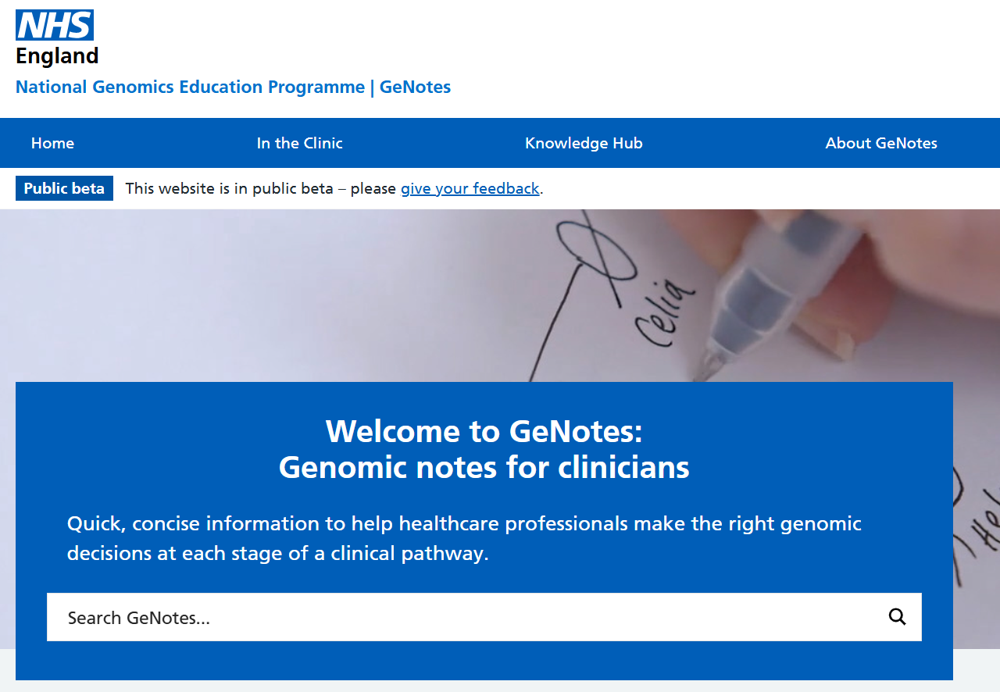 NHS
England
National Genomics Education Programme | GeNotes
Home In the Clinic Knowledge Hub About GeNotes
Public beta This website is in public beta – please give your feedback.
Celia
Welcome to GeNotes:
Genomic notes for clinicians
Quick, concise information to help healthcare professionals make the right genomic
decisions at each stage of a clinical pathway.
Search GeNotes...